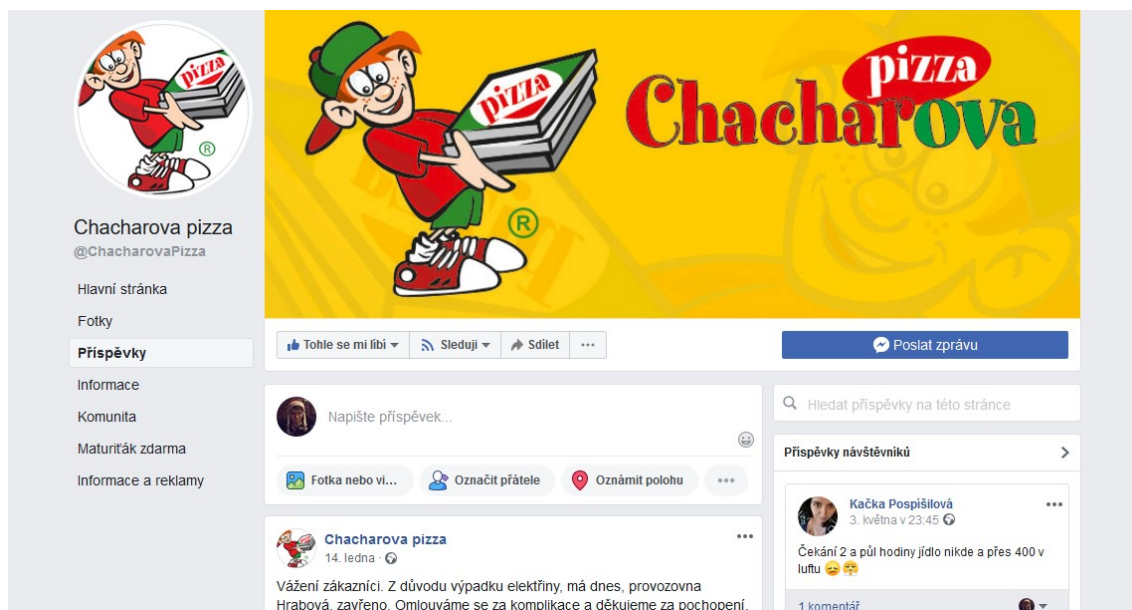 pizza
®
pizza
®
pizza
Chacharova
Chacharova pizza
@ChacharovaPizza
Hlavní stránka
Fotky
Příspěvky
Informace
Komunita
Maturiťák zdarma
Informace a reklamy
Tohle se mi líbí
Sleduji
Sdílet
Poslat zprávu
Napište příspěvek...
Fotka nebo vi...
Označit přátele
Oznámit polohu
Chacharova pizza
14. ledna ·
Vážení zákazníci. Z důvodu výpadku elektřiny, má dnes, provozovna
Hrabová, zavřeno. Omlouváme se za komplikace a děkujeme za pochopení.
Hledat příspěvky na této stránce
Příspěvky návštěvníků
Kačka Pospíšilová
3. května v 23:45
Čekání 2 a půl hodiny jídlo nikde a přes 400 v
luftu 😞😤
1 komentář